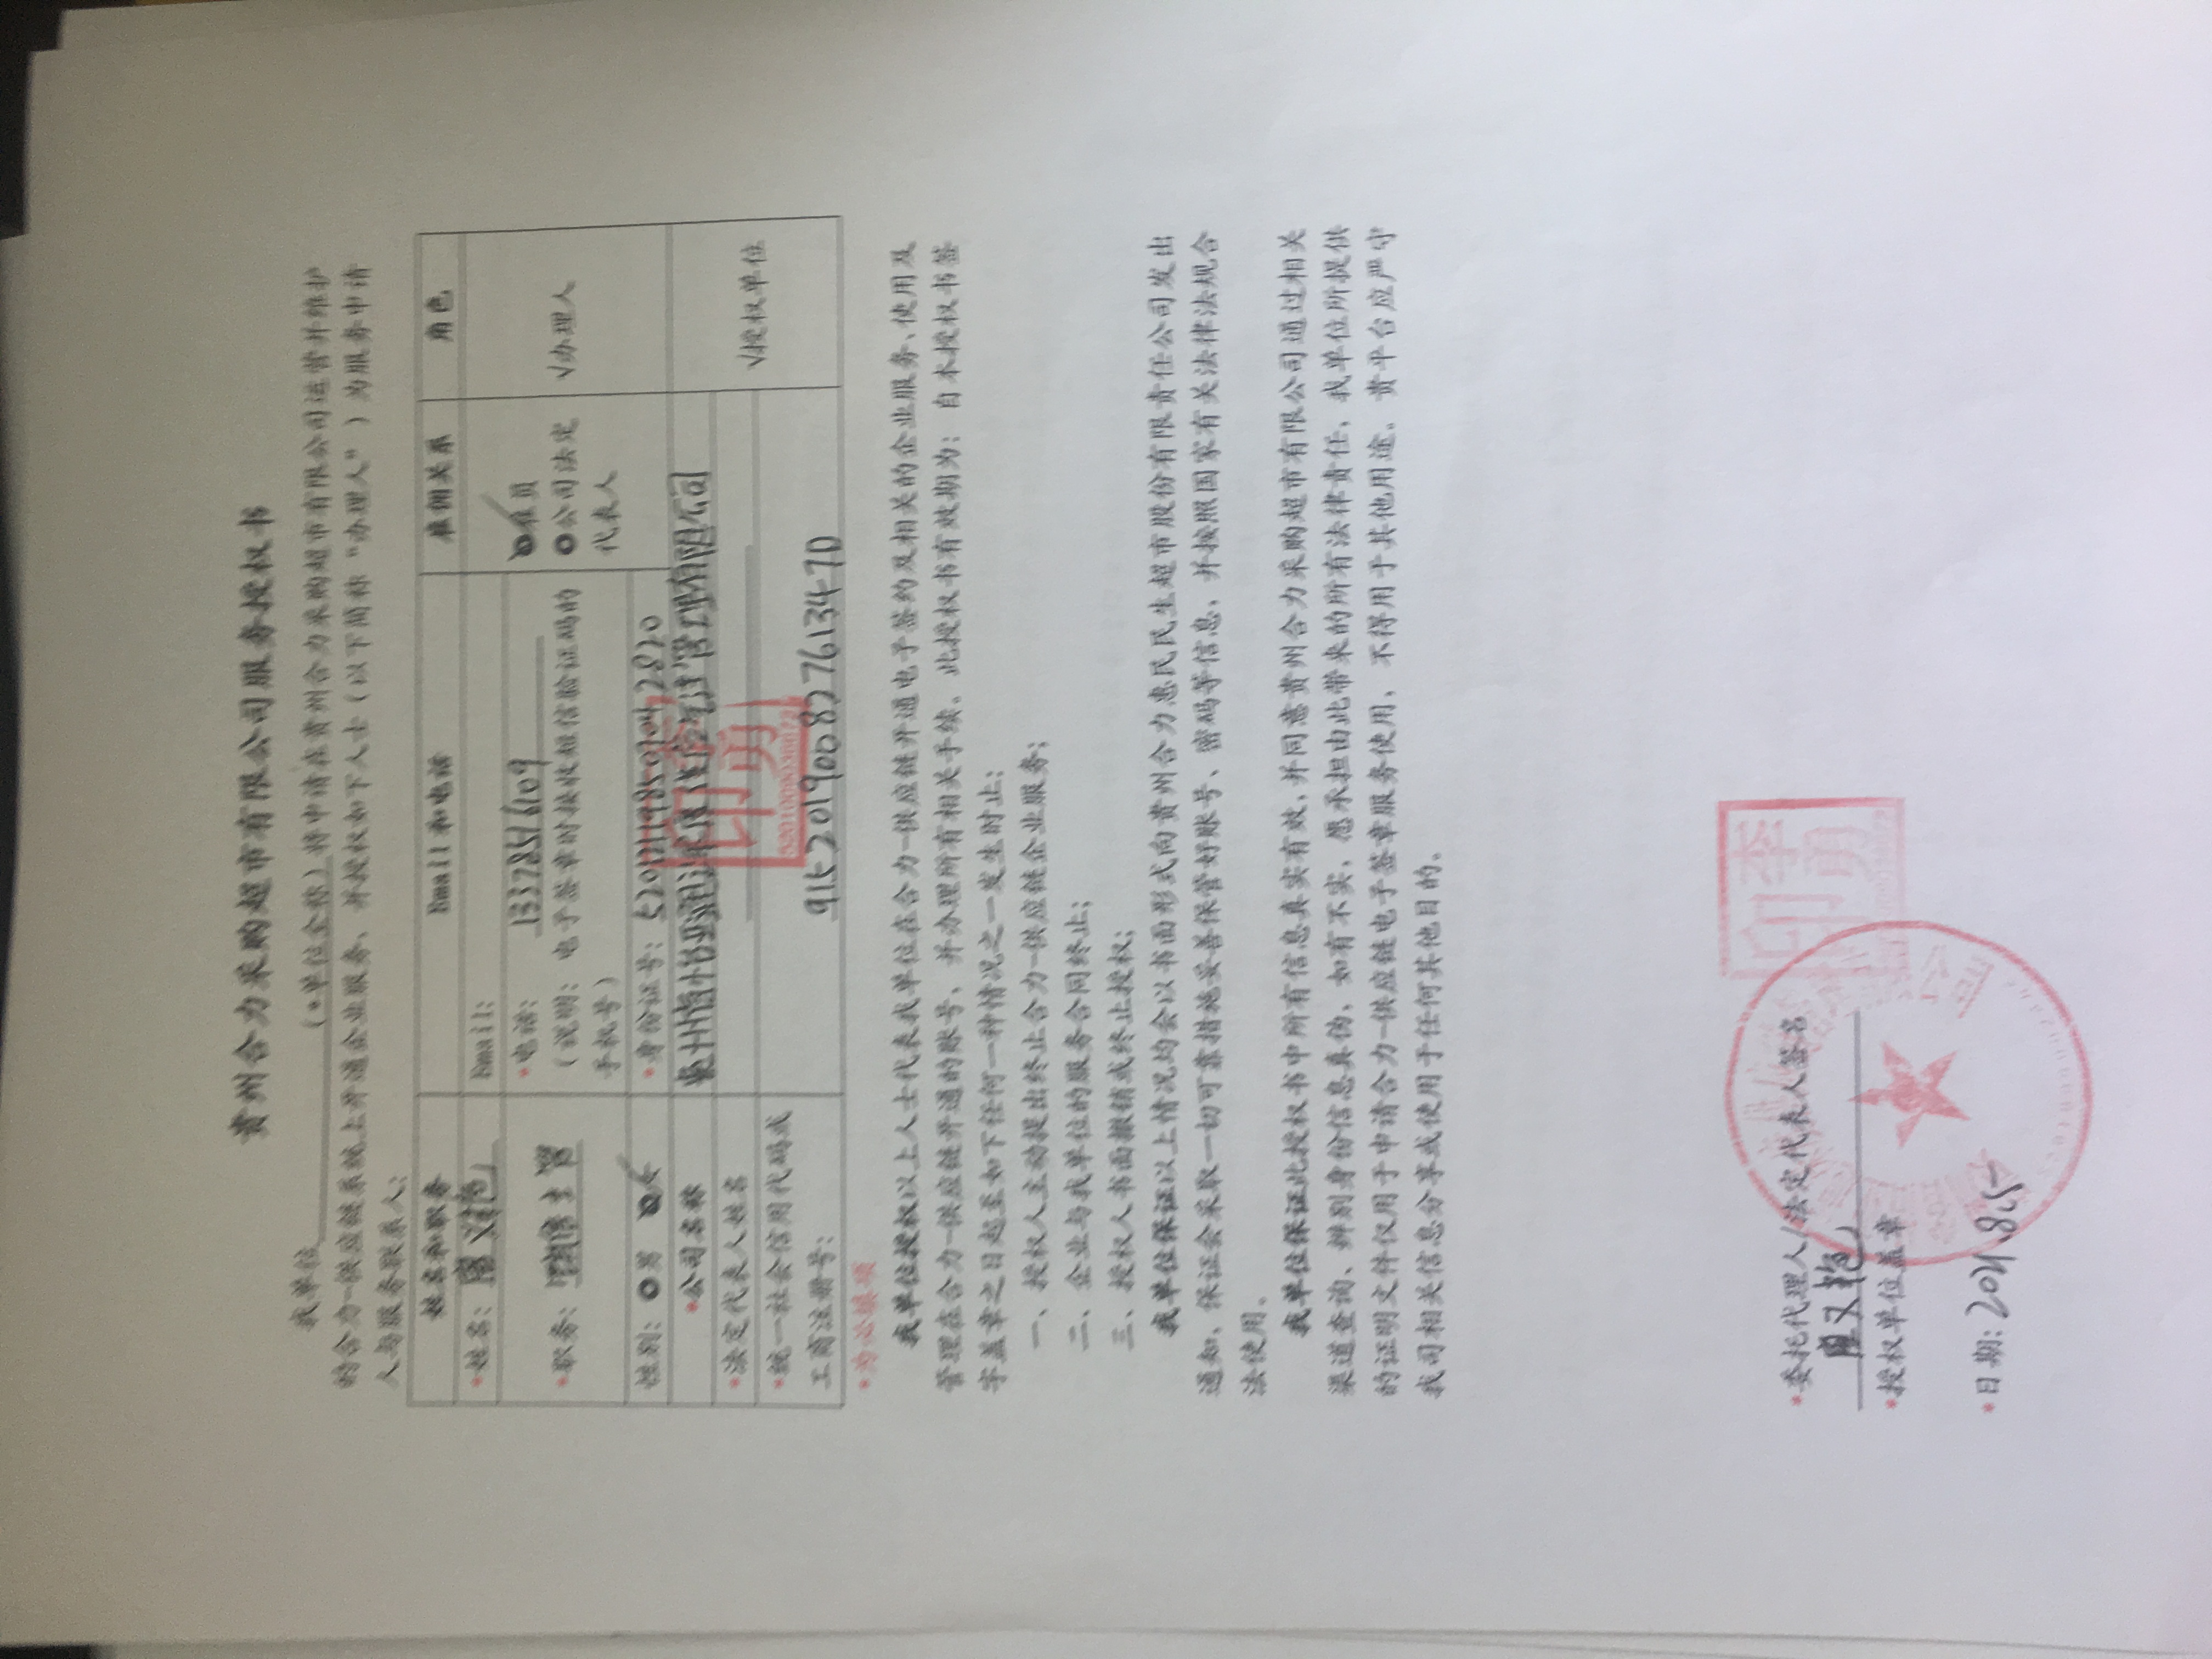 贵州合力采购超市有限公司服务授权书
我单位 (*单位全称)将申请在贵州合力采购超市有限公司运营并维护
的合力一供应链系统上开通企业服务、并授权如下人士(以下简称“办理人”)为服务申请
人与服务联系人:
姓名和职务 Email和电话 雇佣关系 角色
*姓名: 艳 Email: 雇员 √办理人
*职务: 主管 *电话: 13378516109 公司法定
(说明: 电子签章时接收短信验证码的 代表人
手机号)
性别: 男 女 *身份证号:
*公司名称 √授权单位
*法定代表人姓名
*统一社会信用代码或
工商注册号: 915201900827613470
*为必填项
我单位授权以上人士代表我单位在合力一供应链开通电子签约及相关的企业服务、使用及
管理在合力一供应链开通的账号、并办理所有相关手续。此授权书有效期为: 自本授权书签
字盖章之日起至如下任何一种情况之一发生时止:
一、授权人主动提出终止合力一供应链企业服务;
二、企业与我单位的服务合同终止;
三、授权人书面撤销或终止授权;
我单位保证以上情况均会以书面形式向贵州合力惠民民生超市股份有限责任公司发出
通知、保证会采取一切可靠措施妥善保管好账号、密码等信息,并按照国家有关法律法规合
法使用。
我单位保证此授权书中所有信息真实有效,并同意贵州合力采购超市有限公司通过相关
渠道查询、辨别身份信息真伪,如有不实,愿承担由此带来的所有法律责任,我单位所提供
的证明文件仅用于申请合力一供应链电子签章服务使用,不得用于其他用途。贵平台应严守
我司相关信息分享或使用于任何其他目的。
*委托代理人/法定代表人签名
艳
*授权单位盖章
*日期: 2021.8.25
李勇印